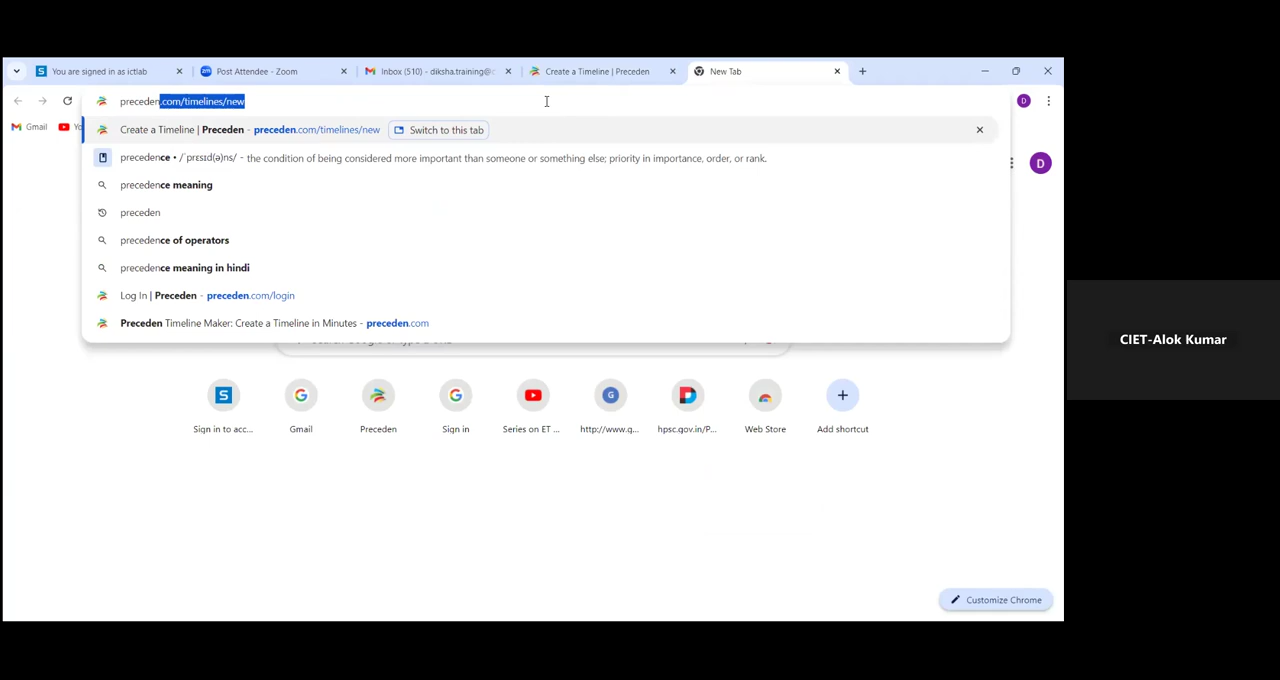 You are signed in as ictlab
Post Attendee - Zoom
Inbox (510) - diksha.training@
Create a Timeline | Preceden
New Tab
preceden.com/timelines/new
Gmail
Create a Timeline | Preceden - preceden.com/timelines/new Switch to this tab
precedence • /ˈprɛsɪd(ə)ns/ - the condition of being considered more important than someone or something else; priority in importance, order, or rank.
D
precedence meaning
preceden
precedence of operators
precedence meaning in hindi
Log In | Preceden - preceden.com/login
Preceden Timeline Maker: Create a Timeline in Minutes - preceden.com
CIET-Alok Kumar
Sign in to acc...
Gmail
Preceden
Sign in
Series on ET ...
http://www.g...
hpsc.gov.in/P...
Web Store
Add shortcut
Customize Chrome